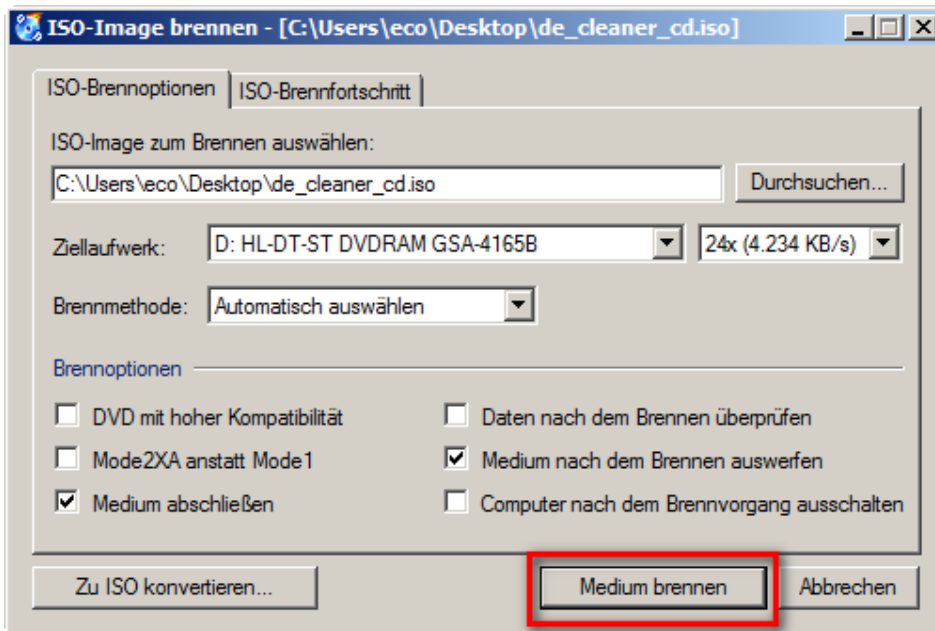 ISO-Image brennen - [C:\Users\eco\Desktop\de_cleaner_cd.iso]
ISO-Brennoptionen ISO-Brennfortschritt
ISO-Image zum Brennen auswählen:
C:\Users\eco\Desktop\de_cleaner_cd.iso Durchsuchen...
Ziellaufwerk: D: HL-DT-ST DVDRAM GSA-4165B 24x (4.234 KB/s)
Brennmethode: Automatisch auswählen
Brennoptionen
DVD mit hoher Kompatibilität Daten nach dem Brennen überprüfen
Mode2XA anstatt Mode1 Medium nach dem Brennen auswerfen
Medium abschließen Computer nach dem Brennvorgang ausschalten
Zu ISO konvertieren... Medium brennen Abbrechen